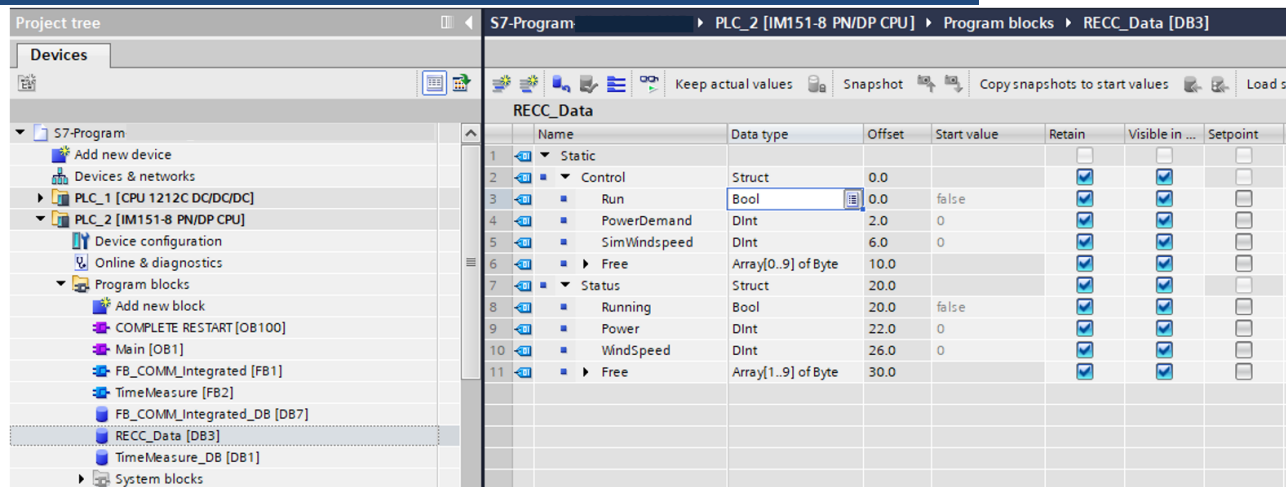 Project tree
S7-Program PLC_2 [IM151-8 PN/DP CPU] Program blocks RECC_Data [DB3]
Devices
Keep actual values Snapshot Copy snapshots to start values Load s
RECC_Data
Name Data type Offset Start value Retain Visible in ... Setpoint
S7-Program
Add new device
Devices & networks
PLC_1 [CPU 1212C DC/DC/DC]
PLC_2 [IM151-8 PN/DP CPU]
Device configuration
Online & diagnostics
Program blocks
Add new block
COMPLETE RESTART [OB100]
Main [OB1]
FB_COMM_Integrated [FB1]
TimeMeasure [FB2]
FB_COMM_Integrated_DB [DB7]
RECC_Data [DB3]
TimeMeasure_DB [DB1]
System blocks
1 Static
2 Control Struct 0.0
3 Run Bool 0.0 false
4 PowerDemand DInt 2.0 0
5 SimWindspeed DInt 6.0 0
6 Free Array[0..9] of Byte 10.0
7 Status Struct 20.0
8 Running Bool 20.0 false
9 Power DInt 22.0 0
10 WindSpeed DInt 26.0 0
11 Free Array[1..9] of Byte 30.0